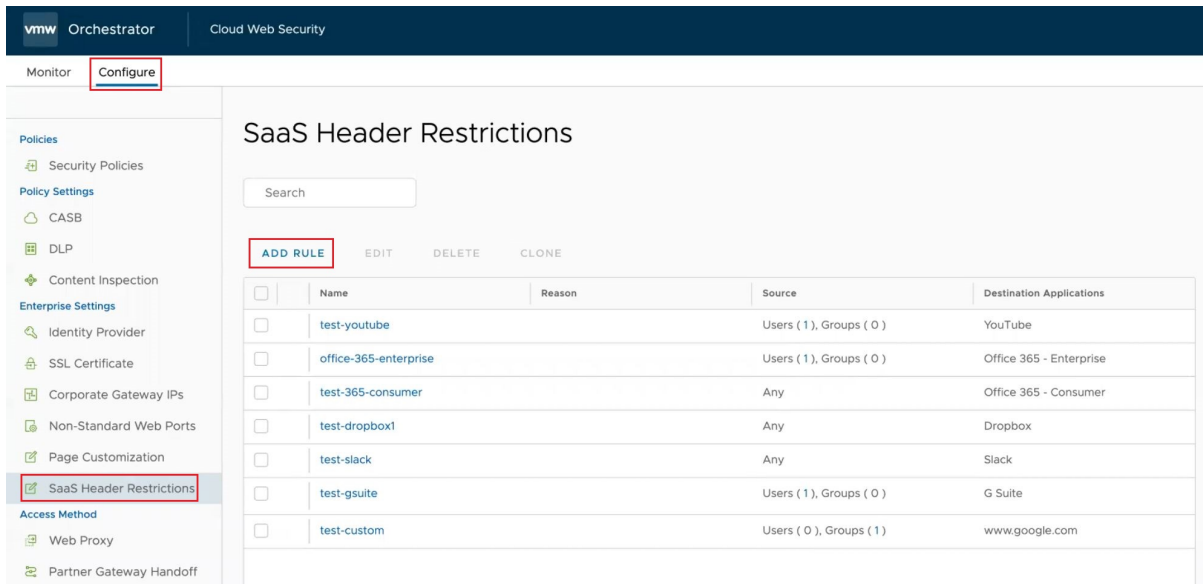 vmw Orchestrator Cloud Web Security
Monitor Configure
Policies
Security Policies
Policy Settings
CASB
DLP
Content Inspection
Enterprise Settings
Identity Provider
SSL Certificate
Corporate Gateway IPs
Non-Standard Web Ports
Page Customization
SaaS Header Restrictions
Access Method
Web Proxy
Partner Gateway Handoff
SaaS Header Restrictions
Search
ADD RULE EDIT DELETE CLONE
Name Reason Source Destination Applications
test-youtube Users ( 1 ), Groups ( 0 ) YouTube
office-365-enterprise Users ( 1 ), Groups ( 0 ) Office 365 - Enterprise
test-365-consumer Any Office 365 - Consumer
test-dropbox1 Any Dropbox
test-slack Any Slack
test-gsuite Users ( 1 ), Groups ( 0 ) G Suite
test-custom Users ( 0 ), Groups ( 1 ) www.google.com